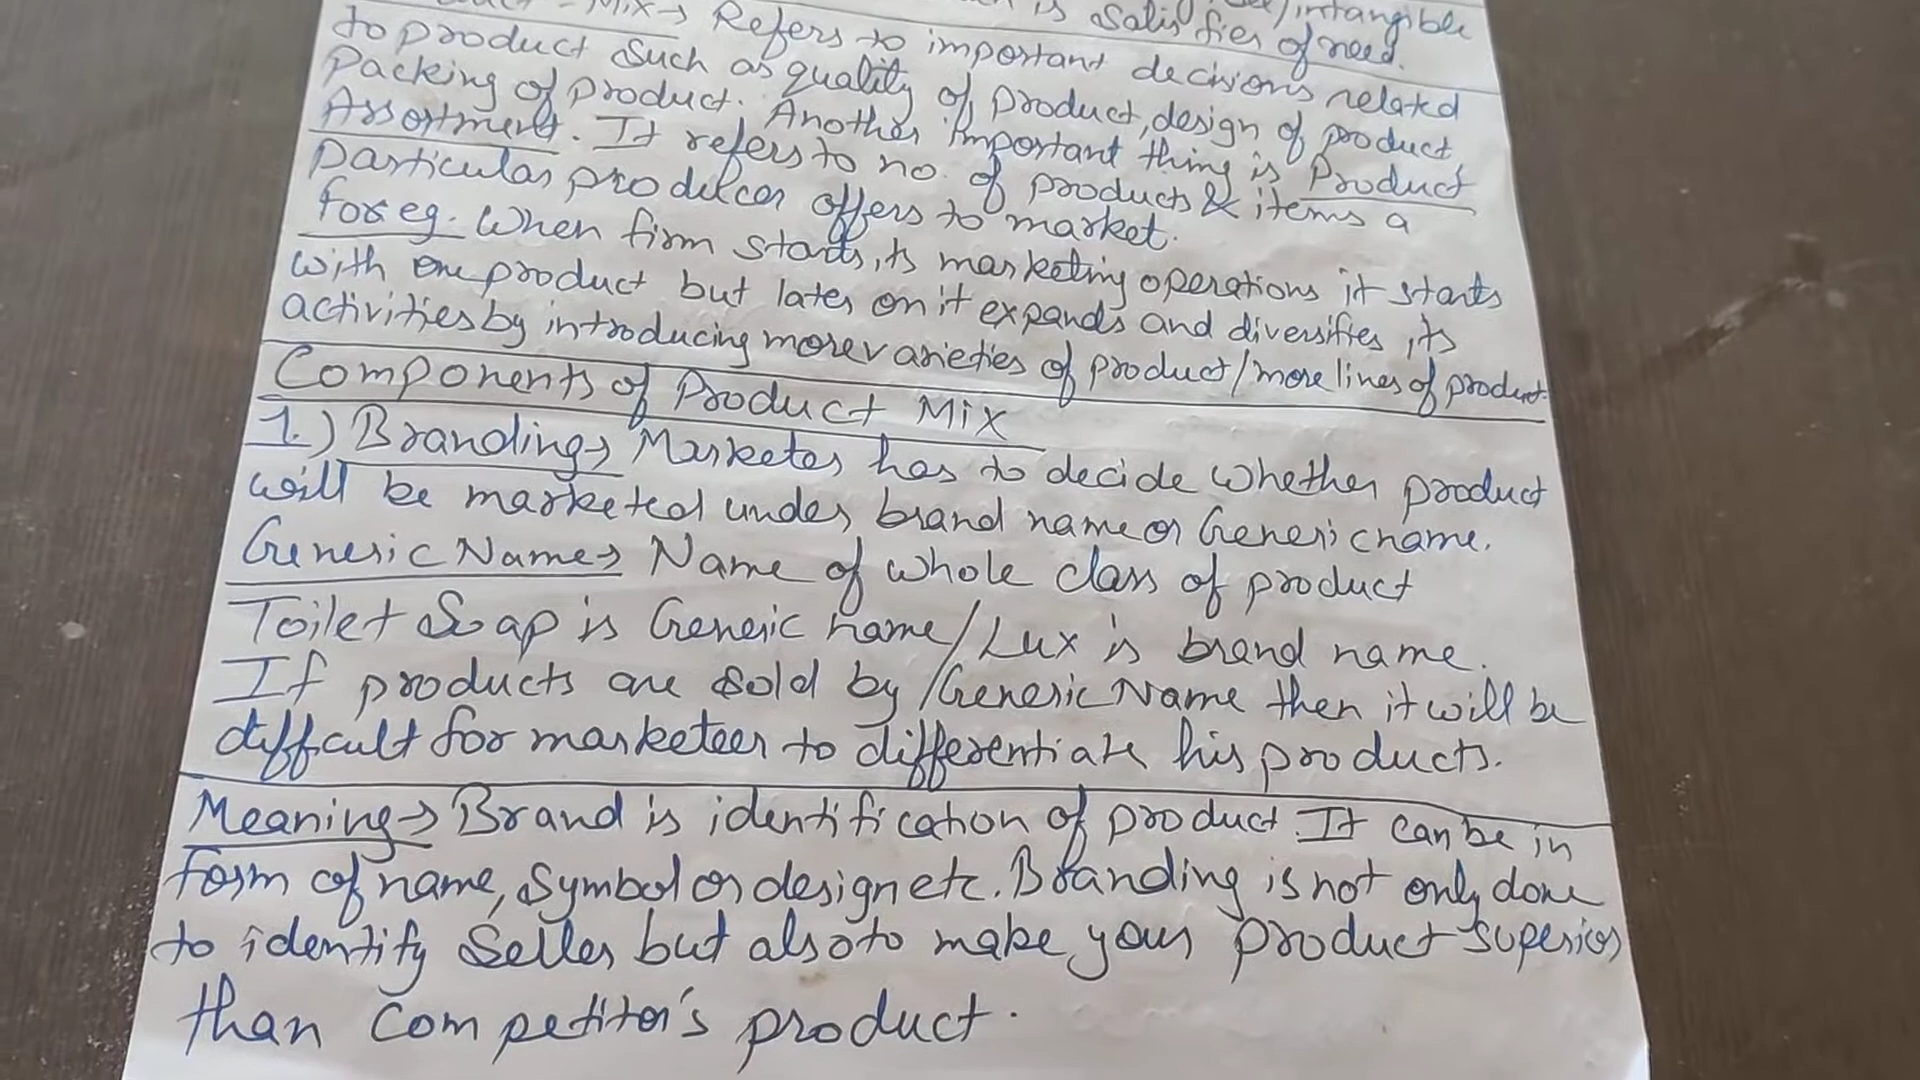 is satisfies of need.
/intangible
Mix → Refers to important decisions related
to product such as quality of product, design of product,
Packing of product. Another important thing is Product
Assortment. It refers to no. of products & items a
particular producer offers to market.
For eg. When firm starts its marketing operations it starts
with one product but later on it expands and diversifies its
activities by introducing more varieties of product/more lines of product.
Components of Product Mix
1.) Branding → Marketer has to decide whether product
will be marketed under brand name or Generic name.
Generic Name → Name of whole class of product
Toilet Soap is Generic name/Lux is brand name.
If products are sold by /Generic Name then it will be
difficult for marketeer to differentiate his products.
Meaning → Brand is identification of product. It can be in
form of name, Symbol or design etc. Branding is not only done
to identify Seller but also to make your product superior
than Competitor's product.